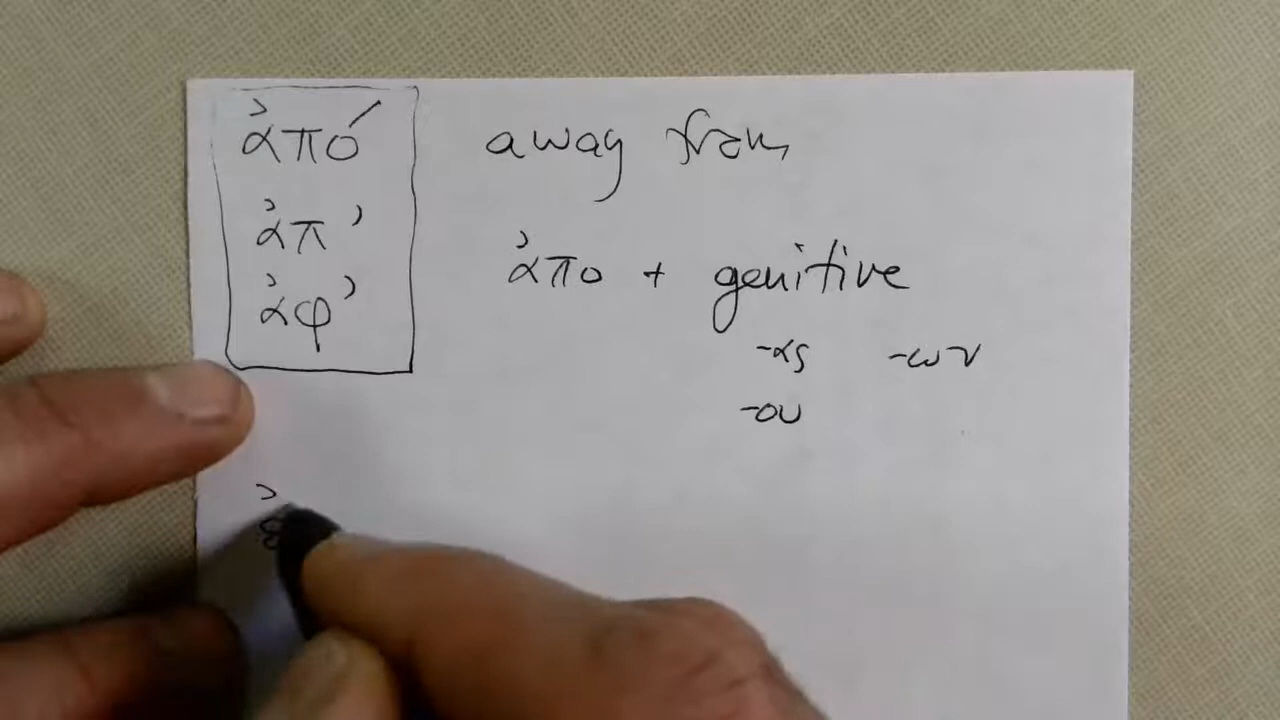 ἀπό away from
ἀπ'
ἀπο + genitive
ἀφ'
-ας -ων
-ου